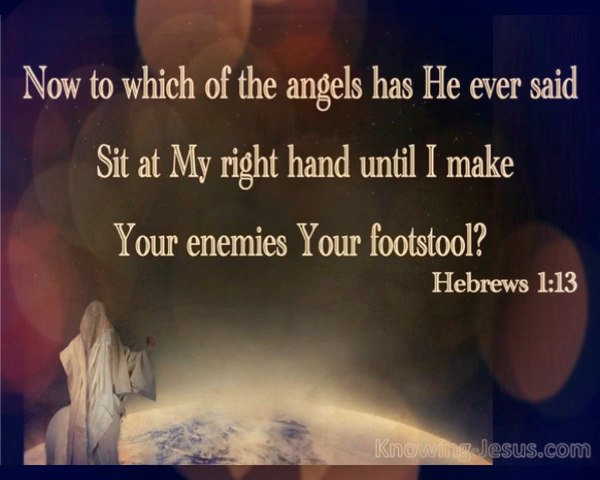 Now to which of the angels has He ever said
Sit at My right hand until I make
Your enemies Your footstool?
Hebrews 1:13
Knowing-Jesus.com